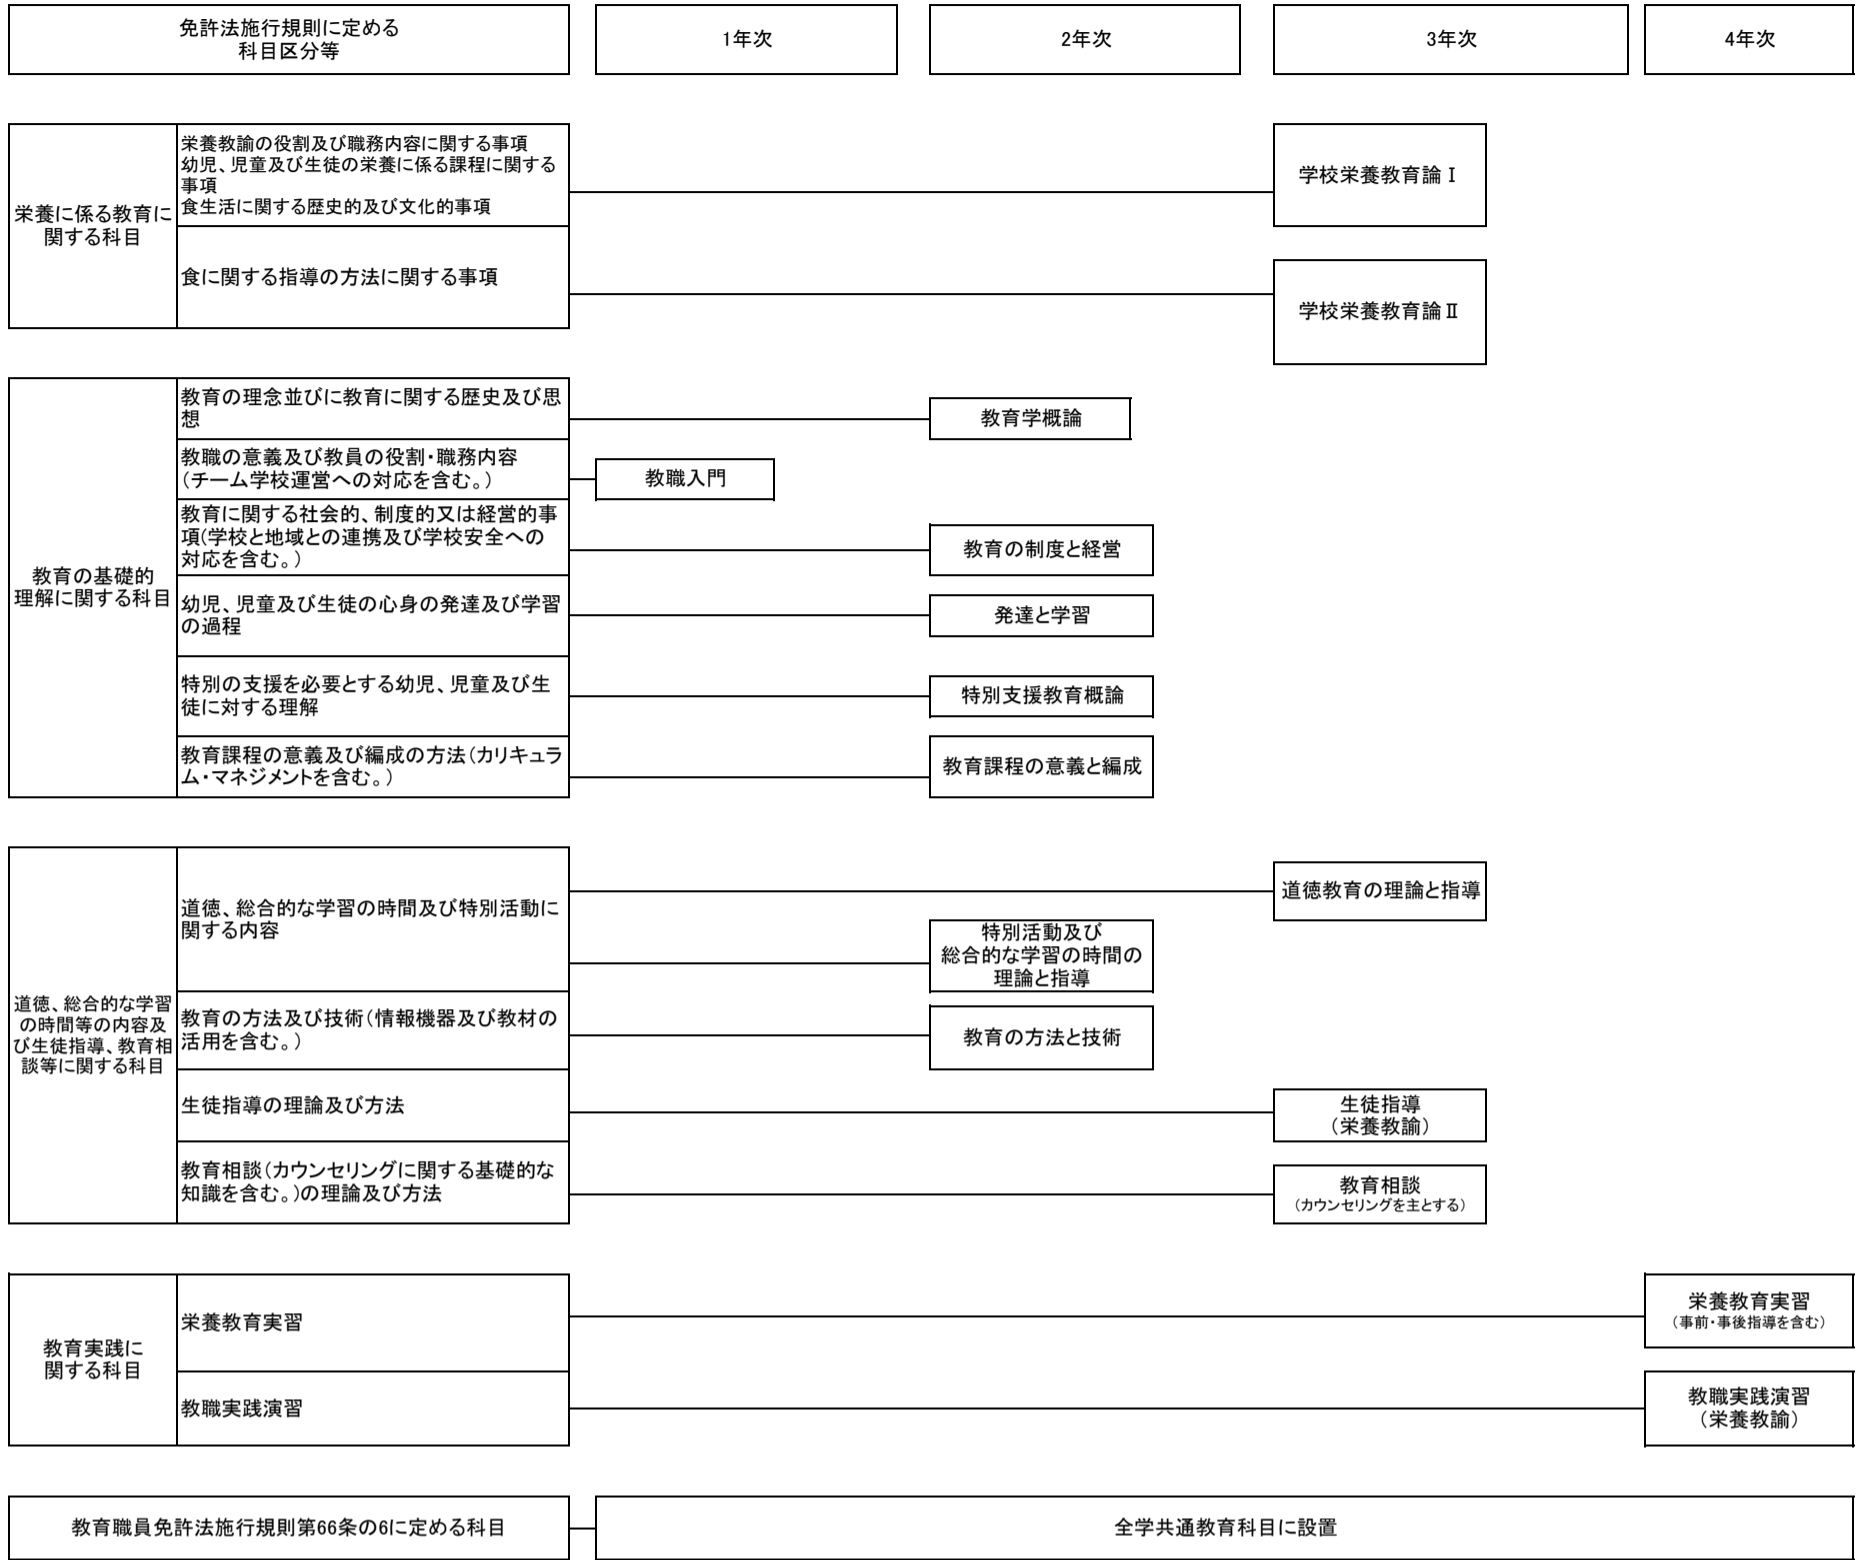 免許法施行規則に定める
科目区分等
1年次
2年次
3年次
4年次
栄養に係る教育に
関する科目
栄養教諭の役割及び職務内容に関する事項
幼児、児童及び生徒の栄養に係る課程に関する
事項
食生活に関する歴史的及び文化的事項
学校栄養教育論Ⅰ
食に関する指導の方法に関する事項
学校栄養教育論Ⅱ
教育の基礎的
理解に関する科目
教育の理念並びに教育に関する歴史及び思
想
教育学概論
教職の意義及び教員の役割・職務内容
(チーム学校運営への対応を含む。)
教職入門
教育に関する社会的、制度的又は経営的事
項(学校と地域との連携及び学校安全への
対応を含む。)
教育の制度と経営
幼児、児童及び生徒の心身の発達及び学習
の過程
発達と学習
特別の支援を必要とする幼児、児童及び生
徒に対する理解
特別支援教育概論
教育課程の意義及び編成の方法(カリキュラ
ム・マネジメントを含む。)
教育課程の意義と編成
道徳、総合的な学習
の時間等の内容及
び生徒指導、教育相
談等に関する科目
道徳、総合的な学習の時間及び特別活動に
関する内容
道徳教育の理論と指導
特別活動及び
総合的な学習の時間の
理論と指導
教育の方法及び技術(情報機器及び教材の
活用を含む。)
教育の方法と技術
生徒指導の理論及び方法
生徒指導
(栄養教諭)
教育相談(カウンセリングに関する基礎的な
知識を含む。)の理論及び方法
教育相談
(カウンセリングを主とする)
教育実践に
関する科目
栄養教育実習
栄養教育実習
(事前・事後指導を含む)
教職実践演習
教職実践演習
(栄養教諭)
教育職員免許法施行規則第66条の6に定める科目
全学共通教育科目に設置